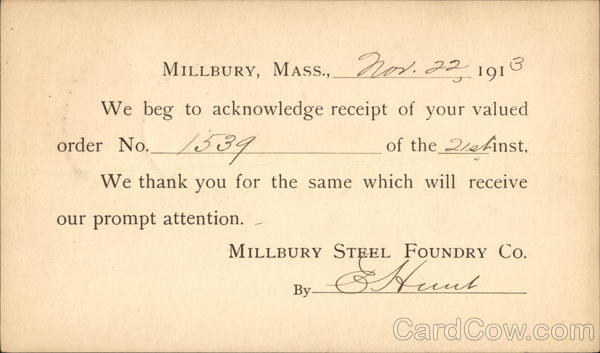 MILLBURY, MASS., Nov. 22, 1913
We beg to acknowledge receipt of your valued
order No. 1539 of the 21st inst.
We thank you for the same which will receive
our prompt attention.
MILLBURY STEEL FOUNDRY CO.
By E Hunt
CardCow.com